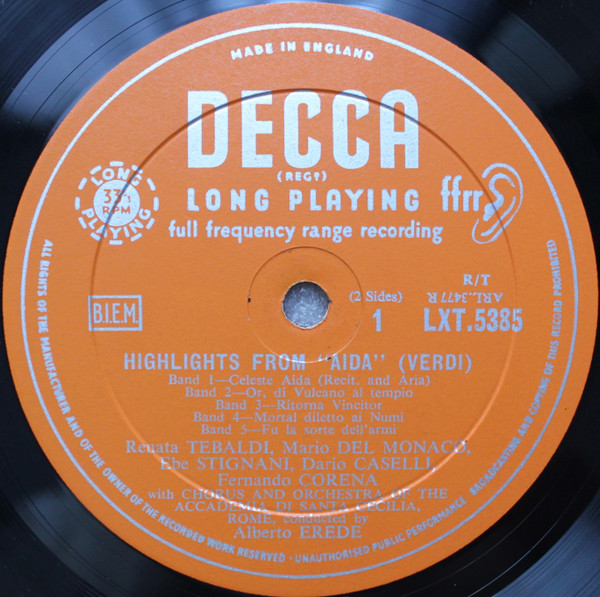 MADE IN ENGLAND
DECCA
(REGD)
LONG PLAYING
33⅓
RPM
LONG PLAYING ffrr
full frequency range recording
R/T
ARL.3477 R
B.I.E.M.
(2 Sides)
1 LXT.5385
HIGHLIGHTS FROM "AIDA" (VERDI)
Band 1—Celeste Aida (Recit. and Aria)
Band 2—Or, di Vulcano al tempio
Band 3—Ritorna Vincitor
Band 4—Mortal diletto ai Numi
Band 5—Fu la sorte dell'armi
Renata TEBALDI, Mario DEL MONACO,
Ebe STIGNANI, Dario CASELLI,
Fernando CORENA
with CHORUS AND ORCHESTRA OF THE
ACCADEMIA DI SANTA CECILIA,
ROME, conducted by
Alberto EREDE
ALL RIGHTS OF THE MANUFACTURER AND OF THE OWNER OF THE RECORDED WORK RESERVED · UNAUTHORISED PUBLIC PERFORMANCE BROADCASTING AND COPYING OF THIS RECORD PROHIBITED